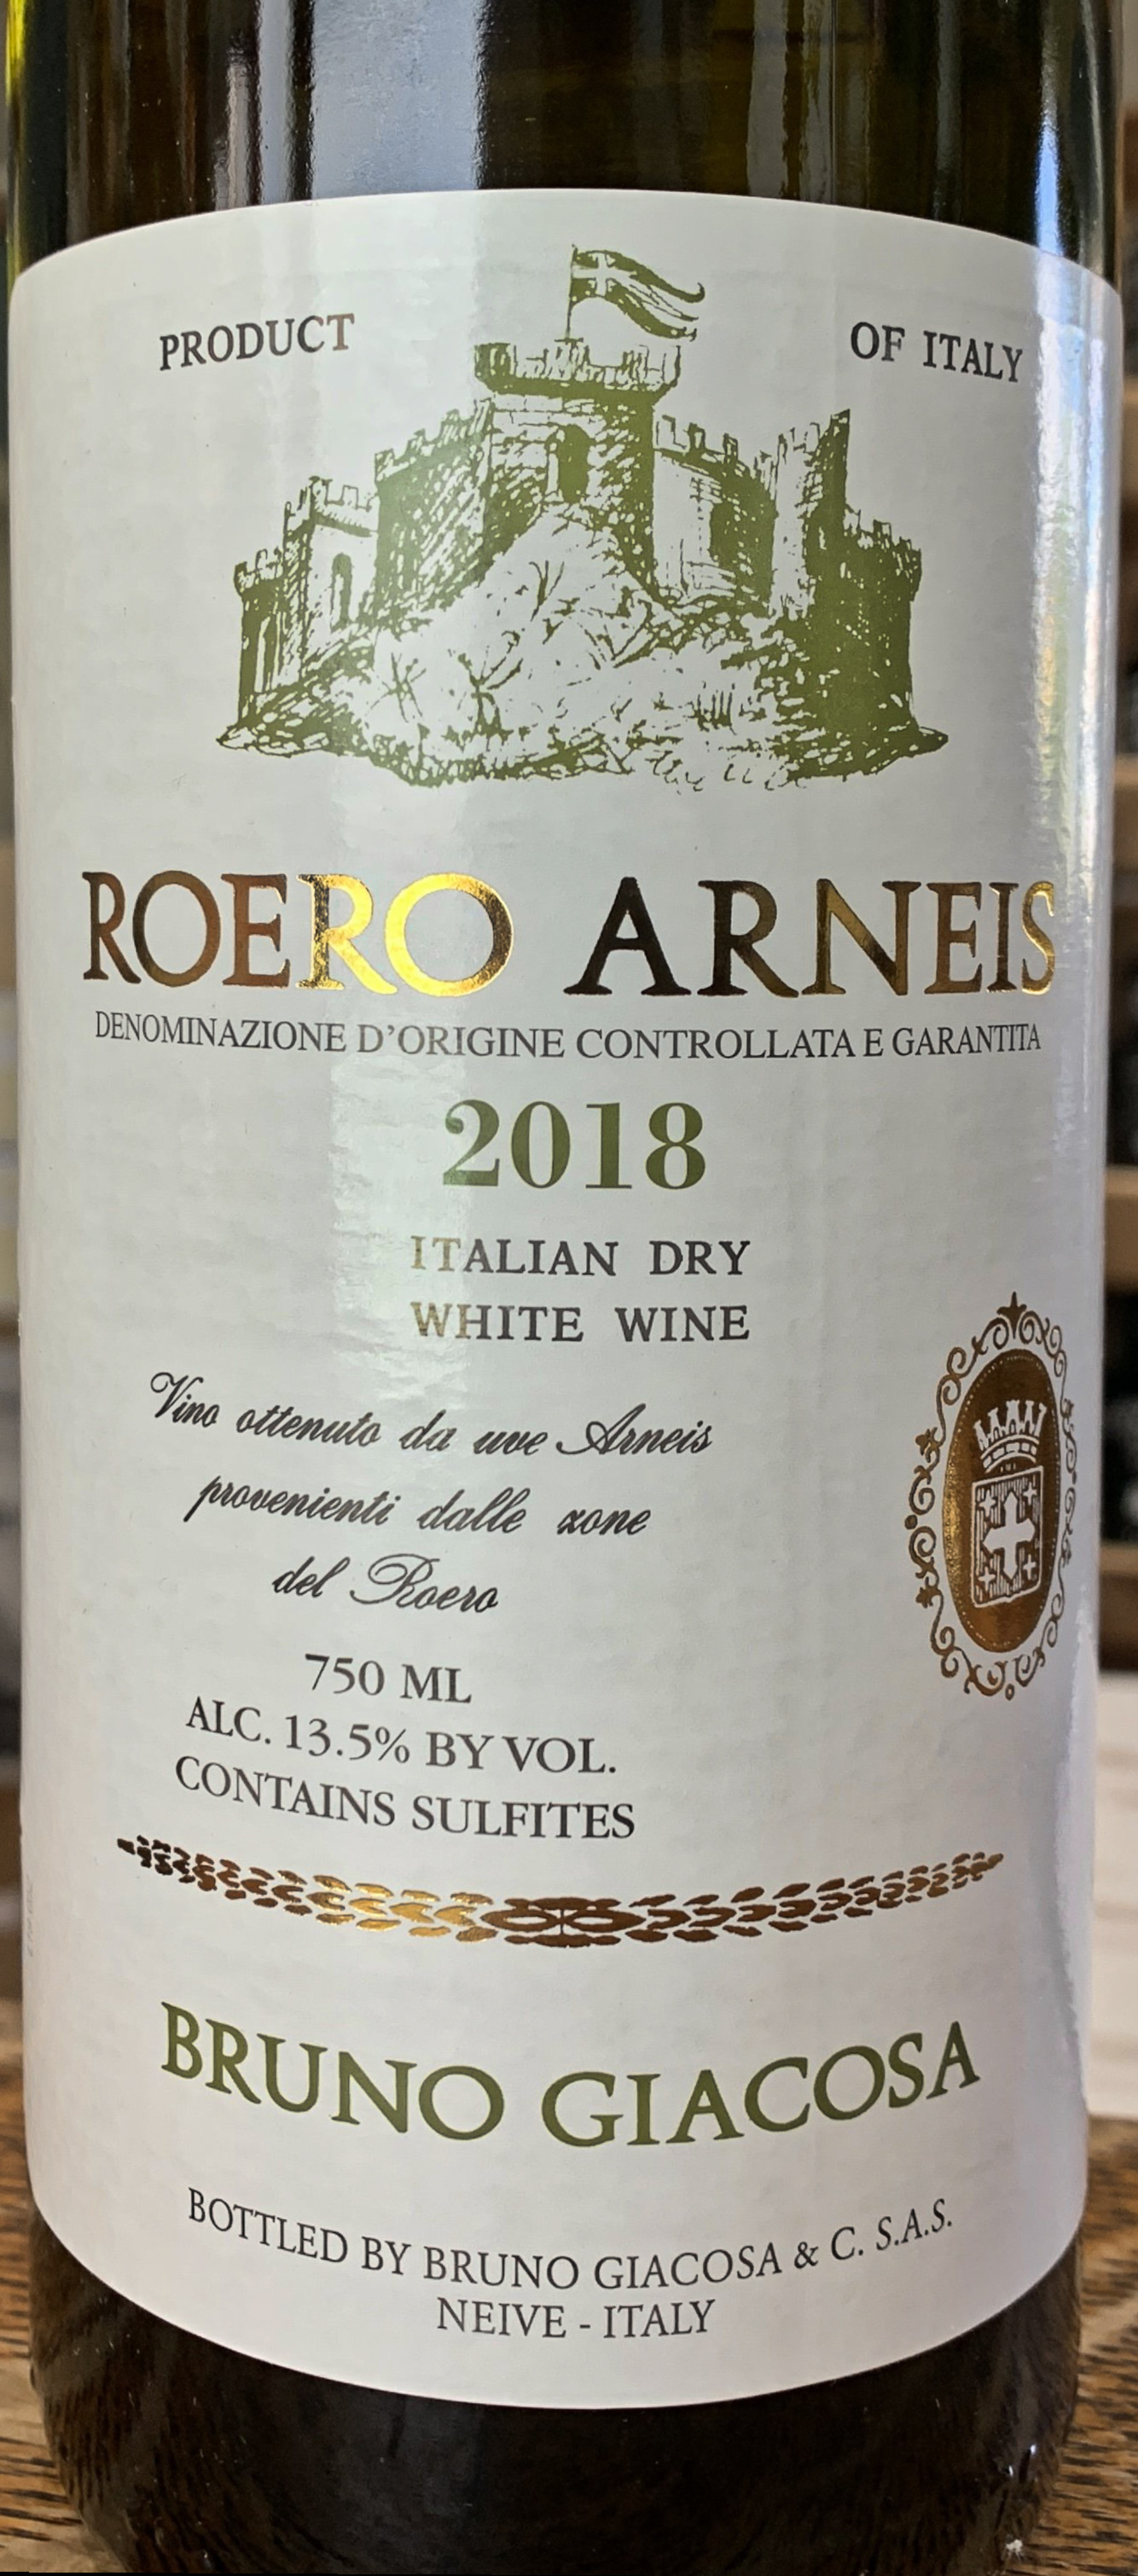 PRODUCT OF ITALY
ROERO ARNEIS
DENOMINAZIONE D'ORIGINE CONTROLLATA E GARANTITA
2018
ITALIAN DRY
WHITE WINE
Vino ottenuto da uve Arneis
provenienti dalle zone
del Roero
750 ML
ALC. 13.5% BY VOL.
CONTAINS SULFITES
BRUNO GIACOSA
BOTTLED BY BRUNO GIACOSA & C. S.A.S.
NEIVE - ITALY